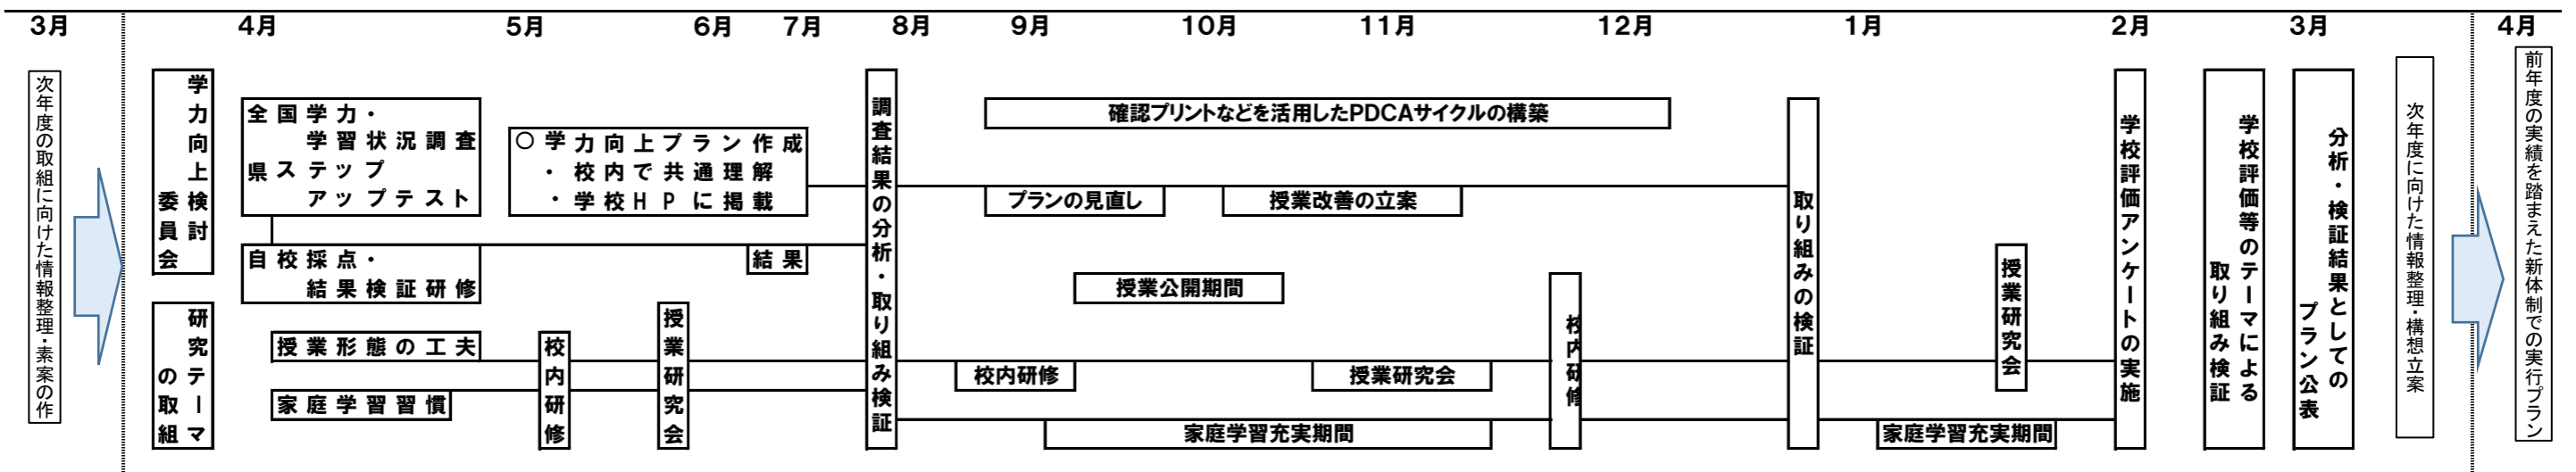 3月
4月
5月
6月
7月
8月
9月
10月
11月
12月
1月
2月
3月
4月
次年度の取組に向けた情報整理・素案の作
学力向上検討
委員会
研究テーマ
の取組
全国学力・
学習状況調査
県ステップ
アップテスト
自校採点・
結果検証研修
授業形態の工夫
家庭学習習慣
〇学力向上プラン作成
・校内で共通理解
・学校HPに掲載
結果
校内研修
授業研究会
調査結果の分析・取り組み検証
確認プリントなどを活用したPDCAサイクルの構築
プランの見直し
授業改善の立案
授業公開期間
校内研修
授業研究会
家庭学習充実期間
校内研修
取り組みの検証
授業研究会
家庭学習充実期間
学校評価アンケートの実施
学校評価等のテーマによる
取り組み検証
分析・検証結果としての
プラン公表
次年度に向けた情報整理・構想立案
前年度の実績を踏まえた新体制での実行プラン